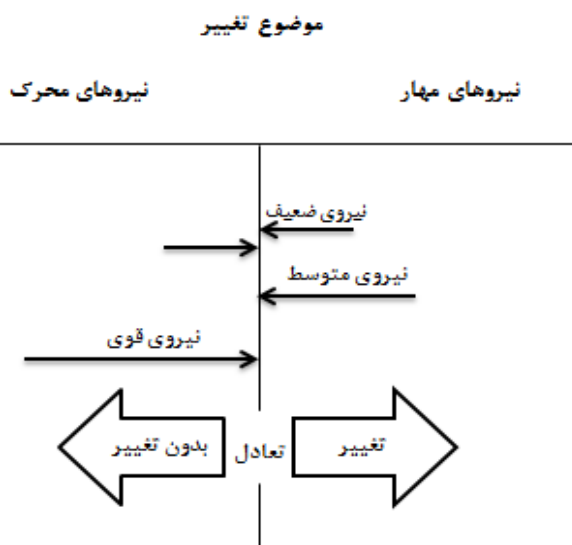 موضوع تغییر
نیروهای مهار
نیروهای محرک
نیروی ضعیف
نیروی متوسط
نیروی قوی
تغییر
تعادل
بدون تغییر